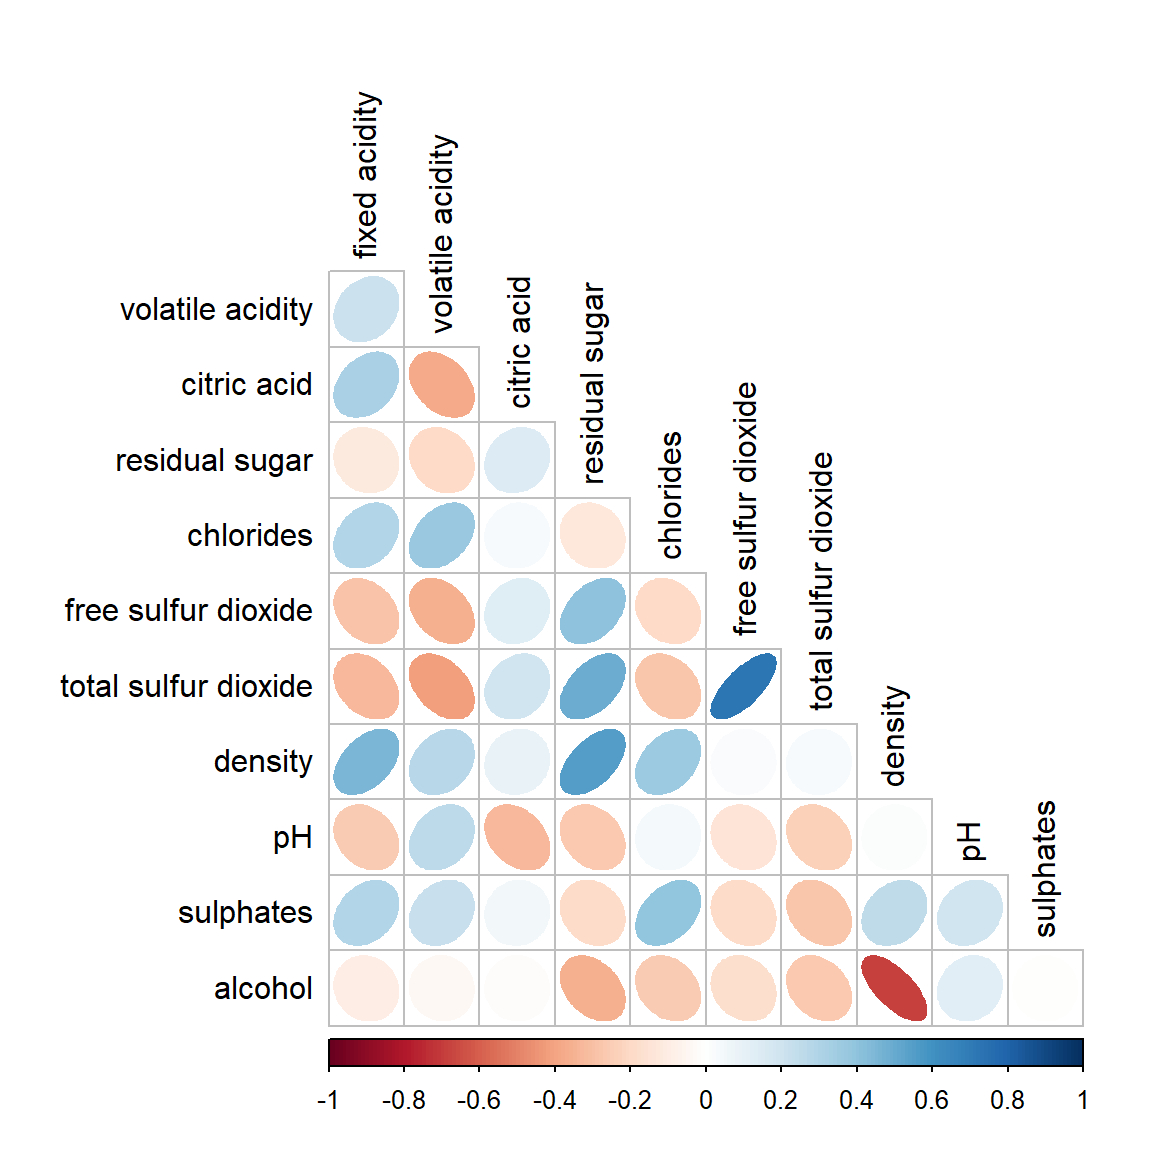 fixed acidity
volatile acidity
citric acid
residual sugar
chlorides
free sulfur dioxide
total sulfur dioxide
density
pH
sulphates
volatile acidity
citric acid
residual sugar
chlorides
free sulfur dioxide
total sulfur dioxide
density
pH
sulphates
alcohol
-1 -0.8 -0.6 -0.4 -0.2 0 0.2 0.4 0.6 0.8 1